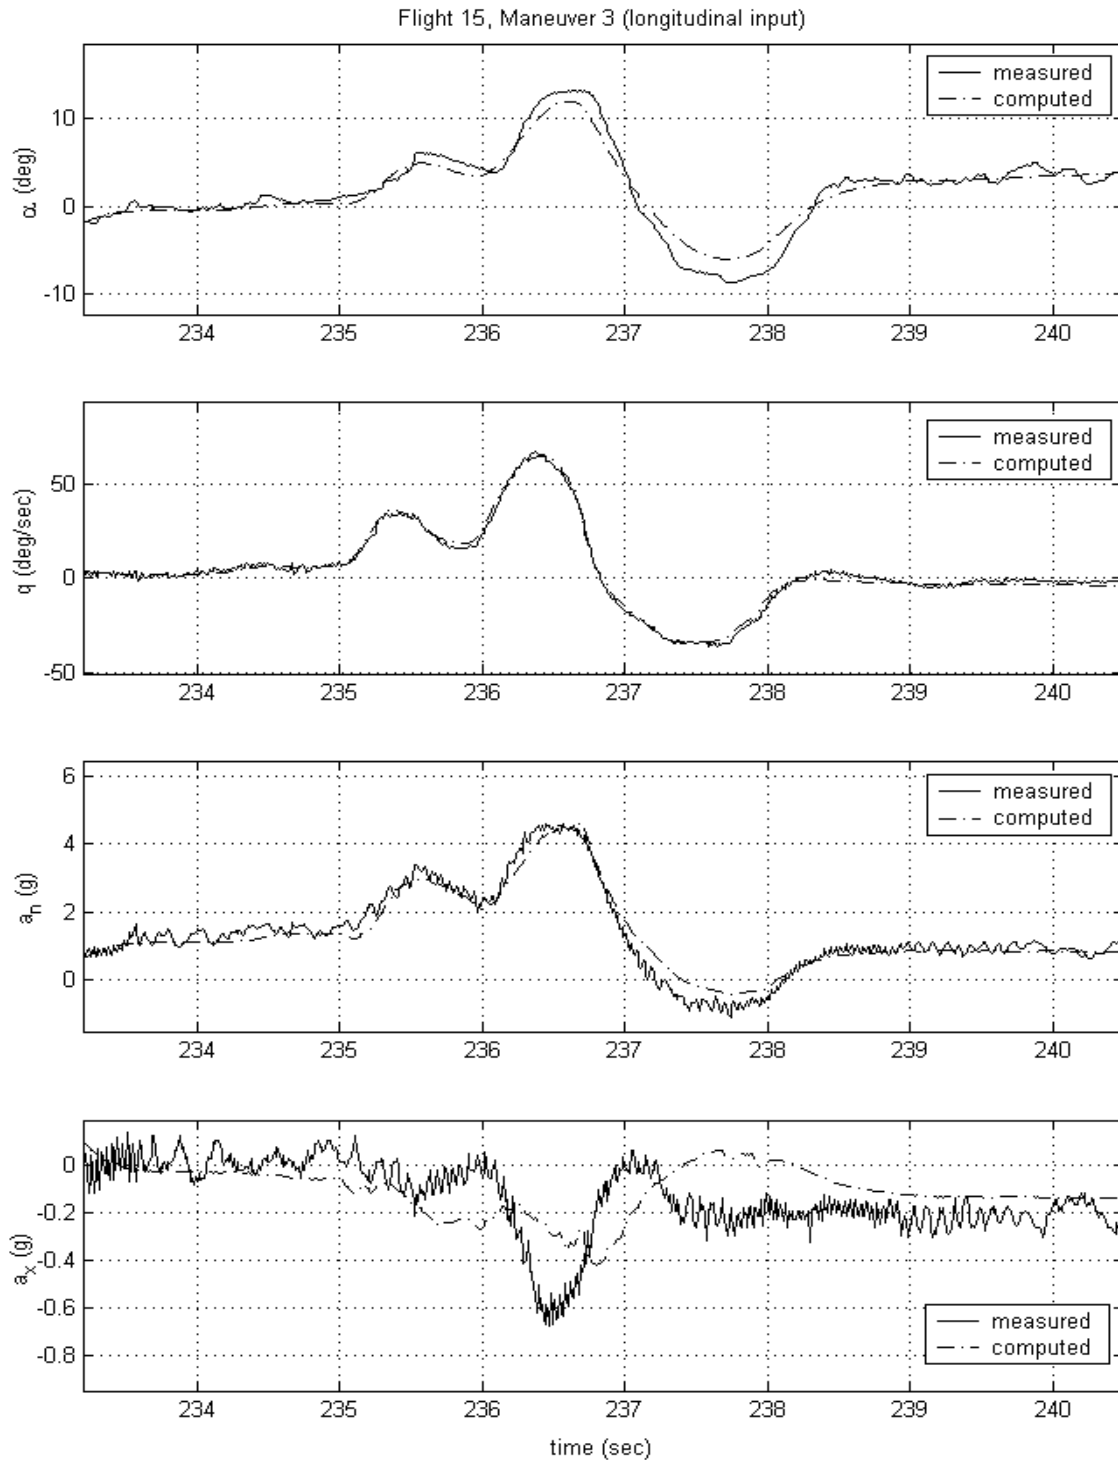 Flight 15, Maneuver 3 (longitudinal input)
measured
computed
10
0
-10
α (deg)
234 235 236 237 238 239 240
measured
computed
50
0
-50
q (deg/sec)
234 235 236 237 238 239 240
measured
computed
6
4
2
0
a_n (g)
234 235 236 237 238 239 240
0
-0.2
-0.4
-0.6
-0.8
a_x (g)
measured
computed
234 235 236 237 238 239 240
time (sec)